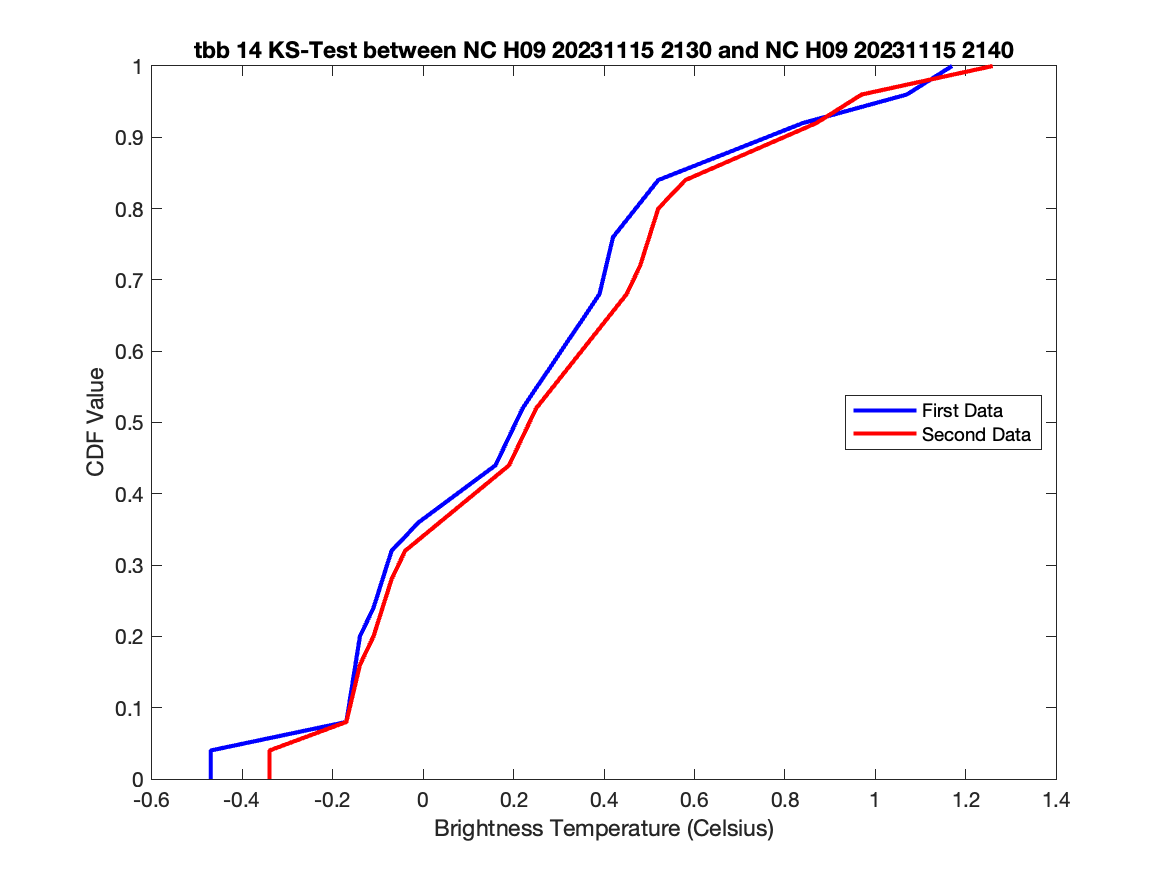 tbb 14 KS-Test between NC H09 20231115 2130 and NC H09 20231115 2140
1
0.9
0.8
0.7
0.6
0.5
0.4
0.3
0.2
0.1
0
CDF Value
First Data
Second Data
-0.6 -0.4 -0.2 0 0.2 0.4 0.6 0.8 1 1.2 1.4
Brightness Temperature (Celsius)